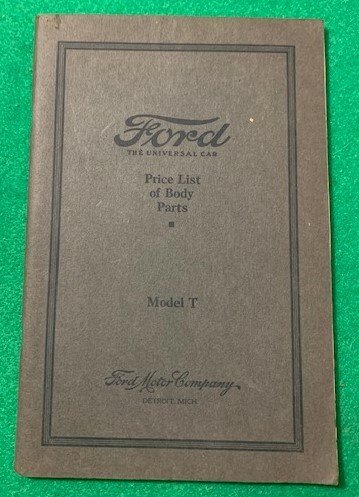 Ford
THE UNIVERSAL CAR
Price List
of Body
Parts
Model T
Ford Motor Company
DETROIT, MICH.